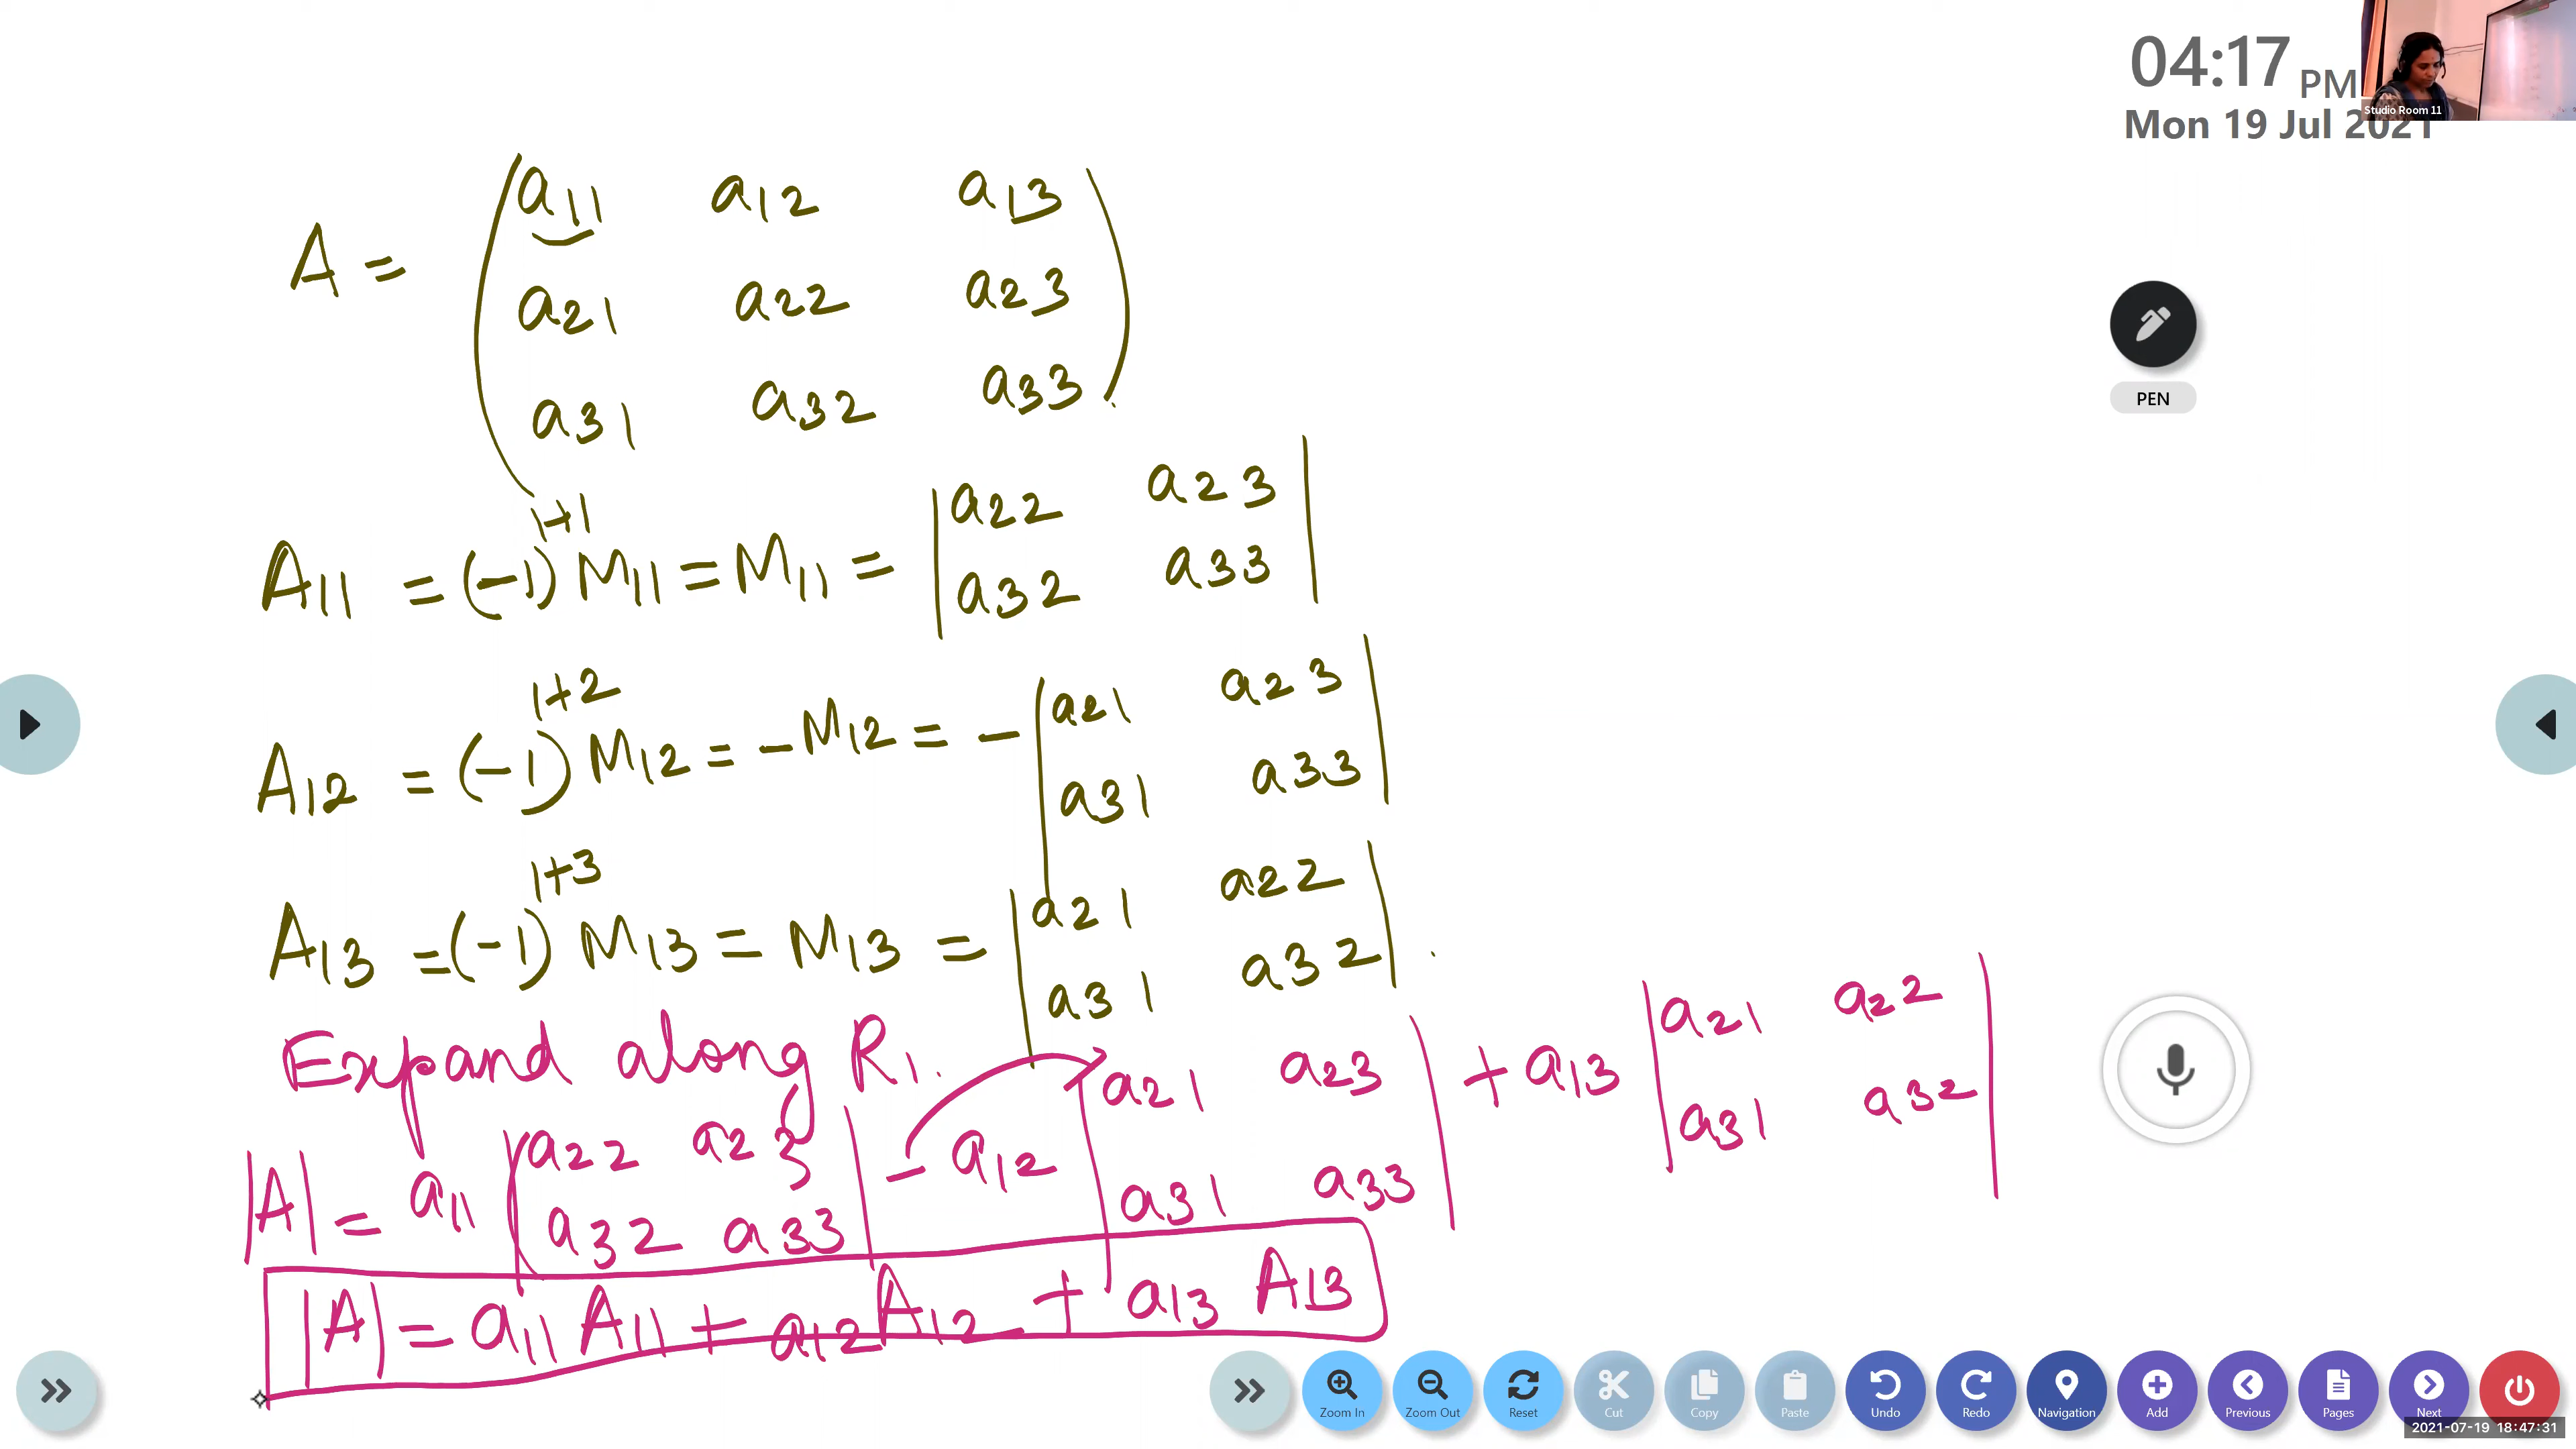 04:17 PM
Studio Room 11
Mon 19 Jul 2021
a11 a12 a13
A = a21 a22 a23
a31 a32 a33
PEN
A11 = (-1)^1+1 M11 = M11 = | a22 a23 |
| a32 a33 |
A12 = (-1)^1+2 M12 = -M12 = - | a21 a23 |
| a31 a33 |
A13 = (-1)^1+3 M13 = M13 = | a21 a22 |
| a31 a32 | .
Expand along R1.
|A| = a11 | a22 a23 | - a12 | a21 a23 | + a13 | a21 a22 |
| a32 a33 | | a31 a33 | | a31 a32 |
|A| = a11 A11 + a12 A12 + a13 A13
Zoom In Zoom Out Reset Cut Copy Paste Undo Redo Navigation Add Previous Pages Next
2021-07-19 18:47:31